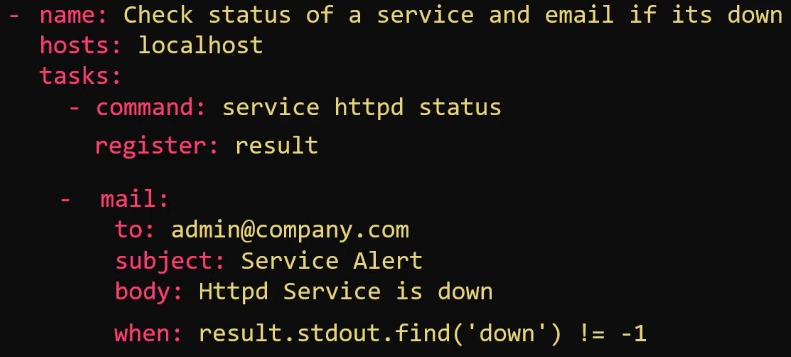 - name: Check status of a service and email if its down
hosts: localhost
tasks:
- command: service httpd status
register: result
- mail:
to: admin@company.com
subject: Service Alert
body: Httpd Service is down
when: result.stdout.find('down') != -1